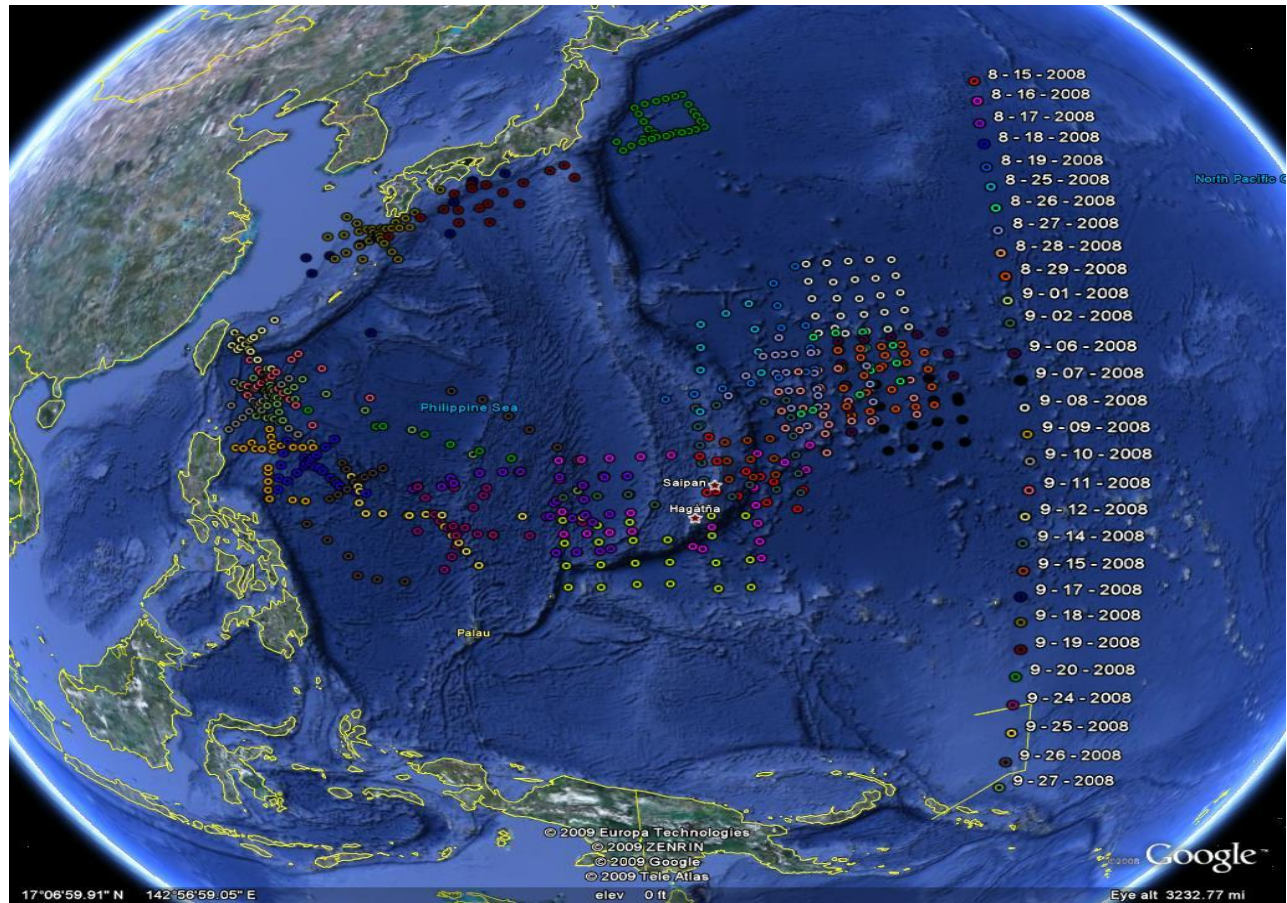 8 - 15 - 2008
8 - 16 - 2008
8 - 17 - 2008
8 - 18 - 2008
8 - 19 - 2008
8 - 25 - 2008
8 - 26 - 2008
8 - 27 - 2008
8 - 28 - 2008
8 - 29 - 2008
9 - 01 - 2008
9 - 02 - 2008
9 - 06 - 2008
9 - 07 - 2008
9 - 08 - 2008
9 - 09 - 2008
9 - 10 - 2008
9 - 11 - 2008
9 - 12 - 2008
9 - 14 - 2008
9 - 15 - 2008
9 - 17 - 2008
9 - 18 - 2008
9 - 19 - 2008
9 - 20 - 2008
9 - 24 - 2008
9 - 25 - 2008
9 - 26 - 2008
9 - 27 - 2008
North Pacific
Philippine Sea
Saipan
Hagåtña
Palau
© 2009 Europa Technologies
© 2009 ZENRIN
© 2009 Google
© 2009 Tele Atlas
©2008 Google™
17°06'59.91" N 142°56'59.05" E elev 0 ft Eye alt 3232.77 mi